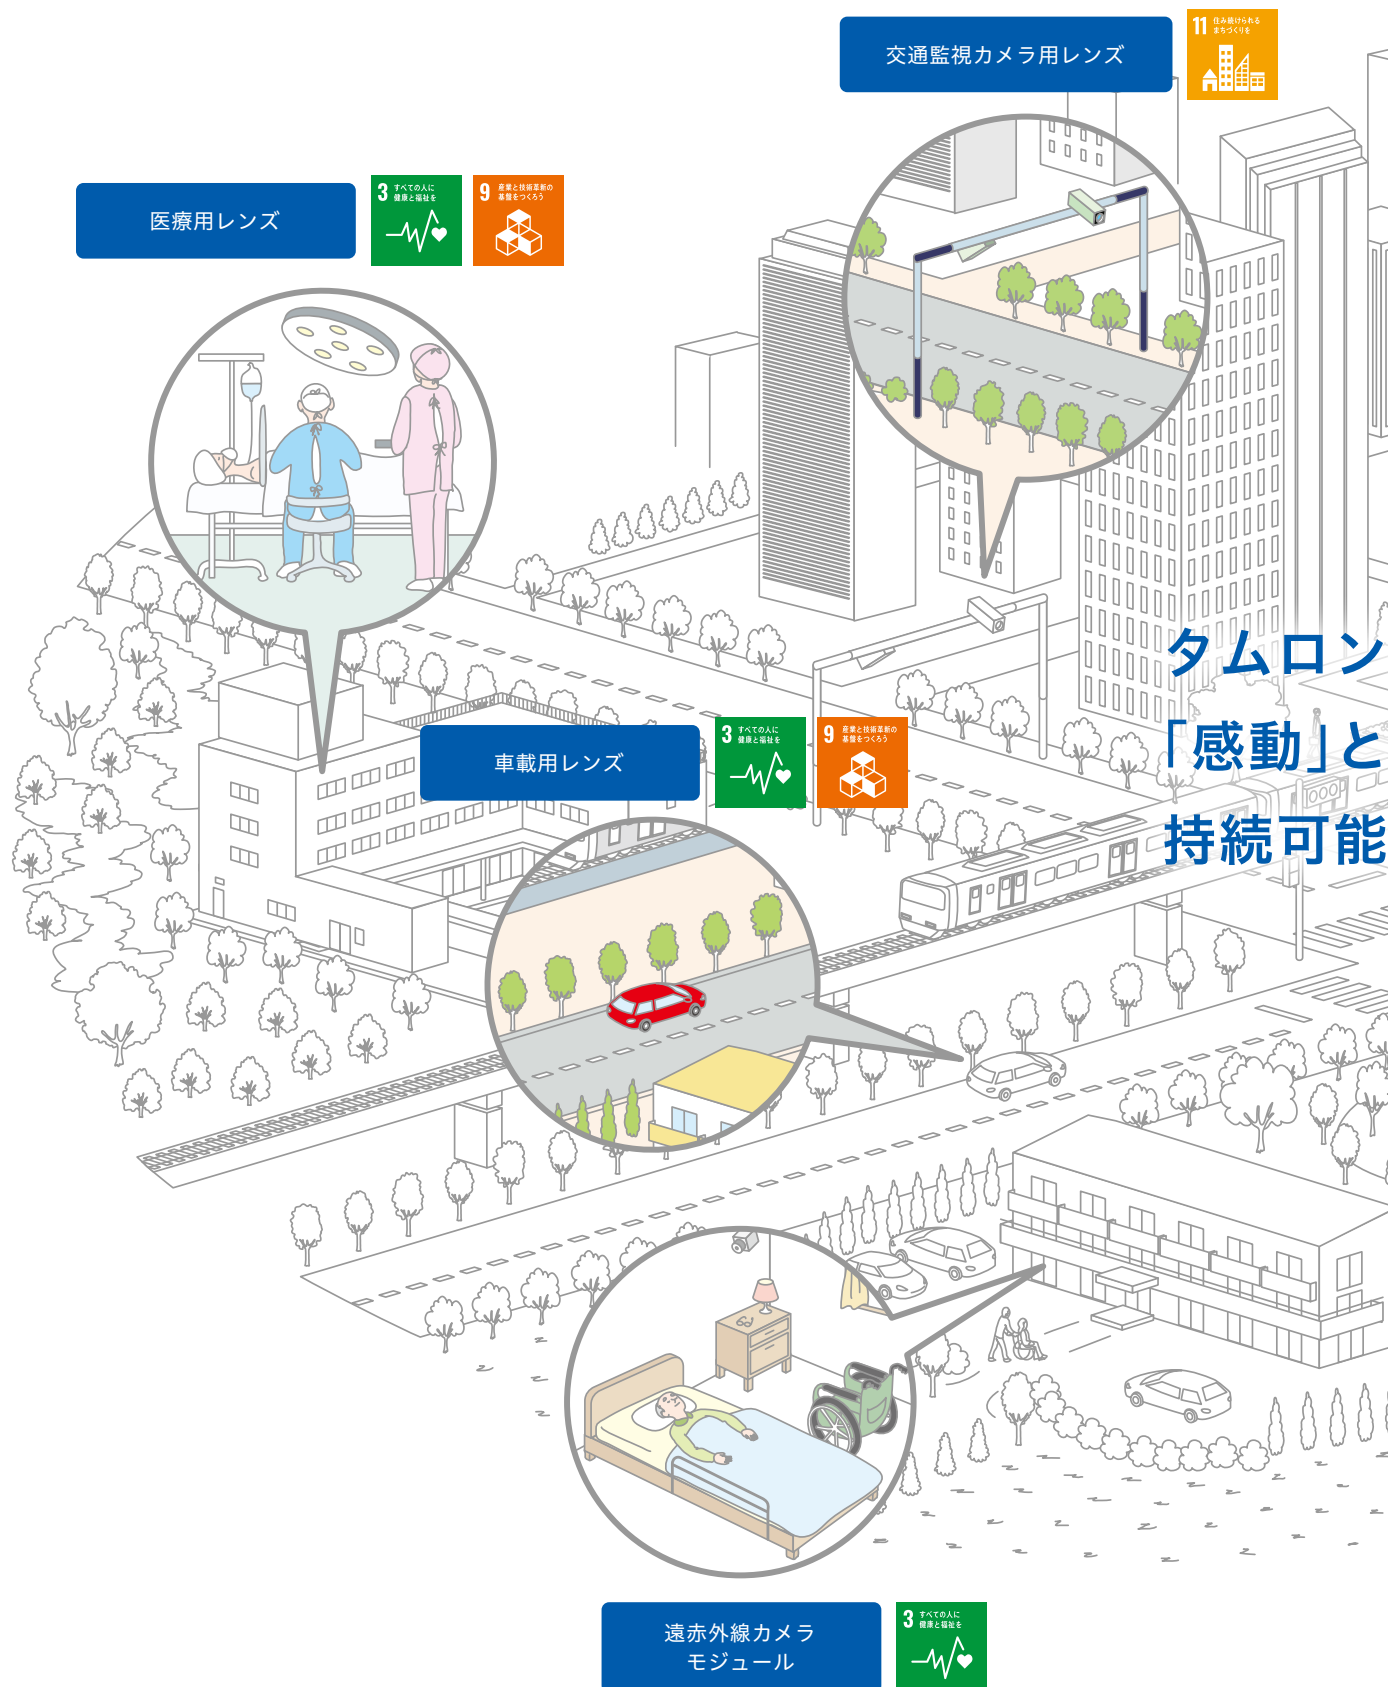 交通監視カメラ用レンズ
11 住み続けられる
まちづくりを
医療用レンズ
3 すべての人に
健康と福祉を
9 産業と技術革新の
基盤をつくろう
タムロン
「感動」と
持続可能
車載用レンズ
3 すべての人に
健康と福祉を
9 産業と技術革新の
基盤をつくろう
遠赤外線カメラ
モジュール
3 すべての人に
健康と福祉を